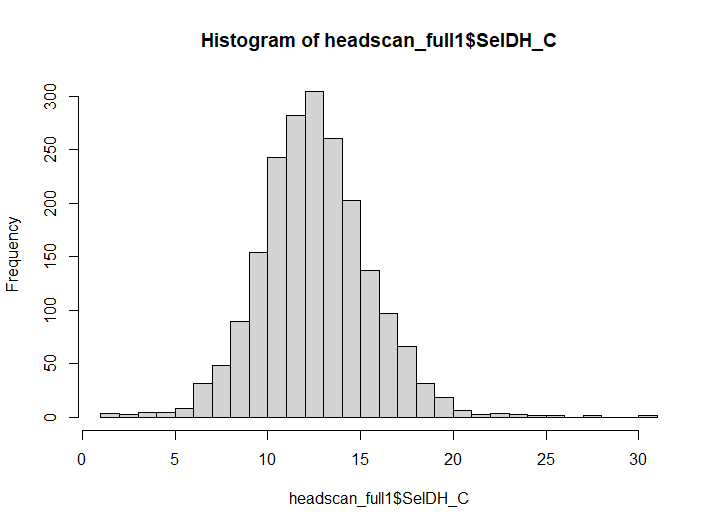 Histogram of headscan_full1$SelDH_C
Frequency
0 50 100 150 200 250 300
0 5 10 15 20 25 30
headscan_full1$SelDH_C